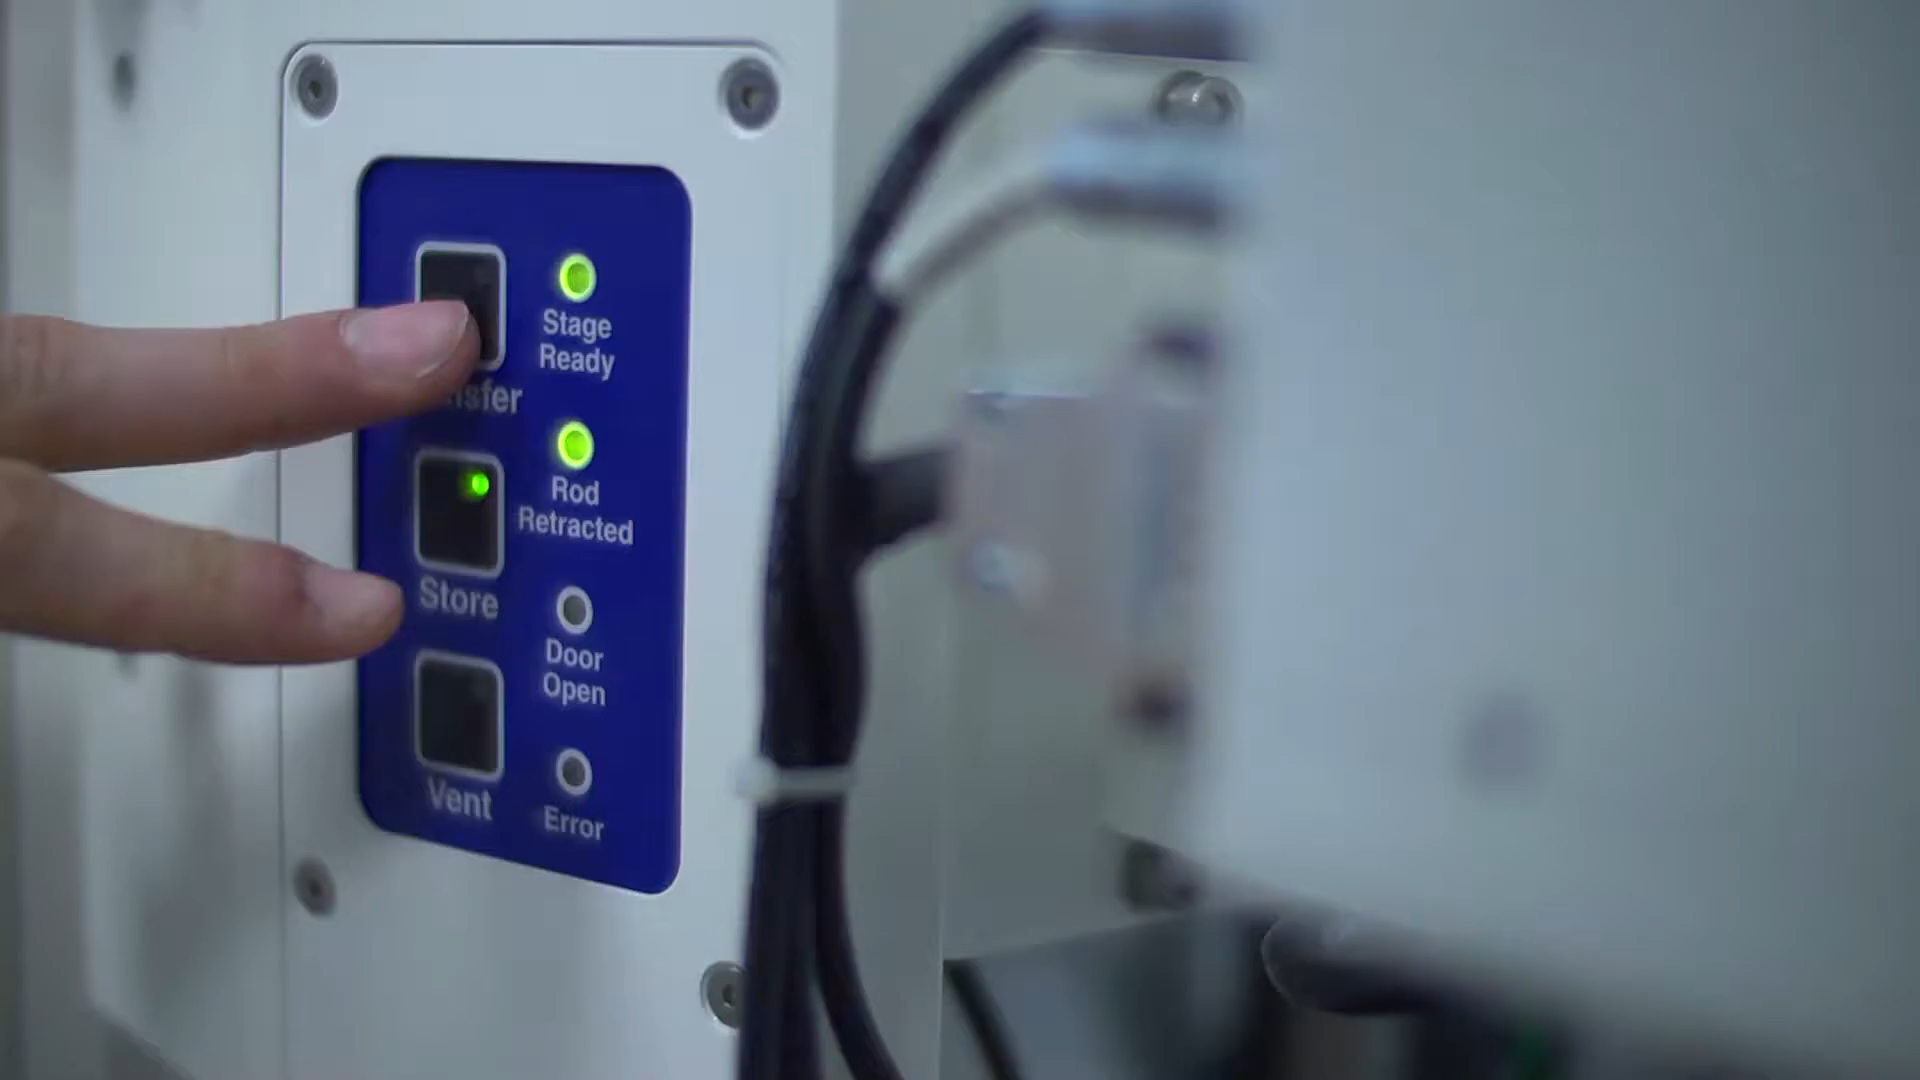 Stage
Ready
nsfer
Rod
Retracted
Store
Door
Open
Vent
Error